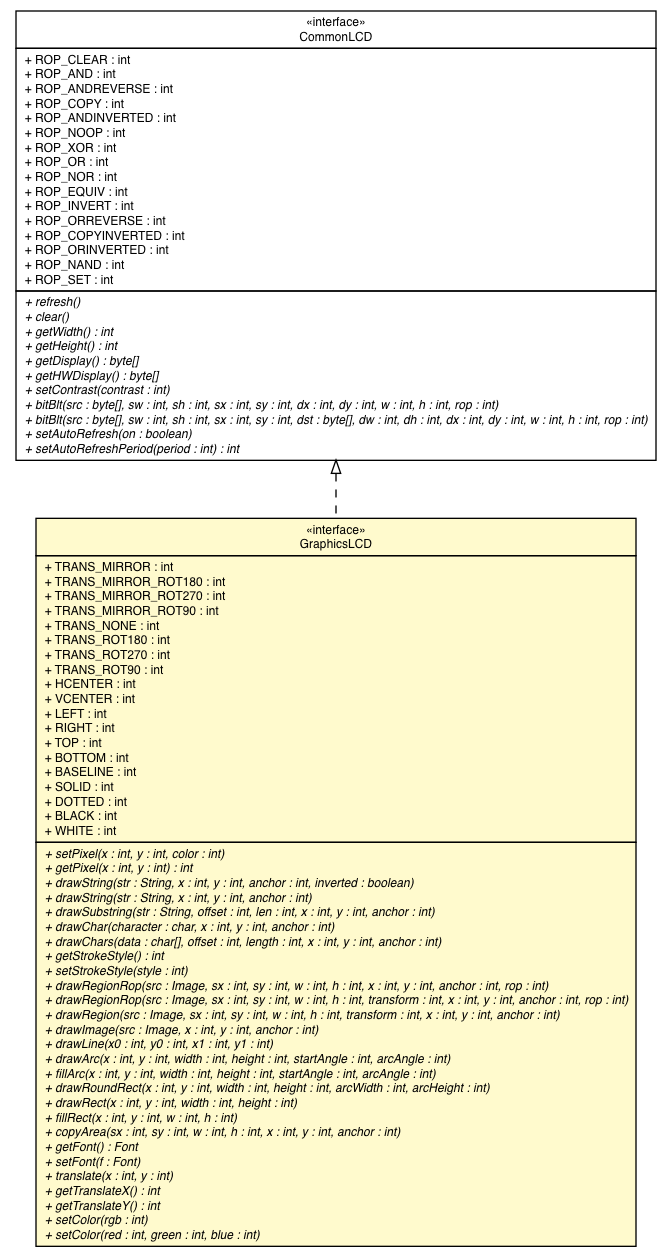 «interface»
CommonLCD
+ ROP_CLEAR : int
+ ROP_AND : int
+ ROP_ANDREVERSE : int
+ ROP_COPY : int
+ ROP_ANDINVERTED : int
+ ROP_NOOP : int
+ ROP_XOR : int
+ ROP_OR : int
+ ROP_NOR : int
+ ROP_EQUIV : int
+ ROP_INVERT : int
+ ROP_ORREVERSE : int
+ ROP_COPYINVERTED : int
+ ROP_ORINVERTED : int
+ ROP_NAND : int
+ ROP_SET : int
+ refresh()
+ clear()
+ getWidth() : int
+ getHeight() : int
+ getDisplay() : byte[]
+ getHWDisplay() : byte[]
+ setContrast(contrast : int)
+ bitBlt(src : byte[], sw : int, sh : int, sx : int, sy : int, dx : int, dy : int, w : int, h : int, rop : int)
+ bitBlt(src : byte[], sw : int, sh : int, sx : int, sy : int, dst : byte[], dw : int, dh : int, dx : int, dy : int, w : int, h : int, rop : int)
+ setAutoRefresh(on : boolean)
+ setAutoRefreshPeriod(period : int) : int
«interface»
GraphicsLCD
+ TRANS_MIRROR : int
+ TRANS_MIRROR_ROT180 : int
+ TRANS_MIRROR_ROT270 : int
+ TRANS_MIRROR_ROT90 : int
+ TRANS_NONE : int
+ TRANS_ROT180 : int
+ TRANS_ROT270 : int
+ TRANS_ROT90 : int
+ HCENTER : int
+ VCENTER : int
+ LEFT : int
+ RIGHT : int
+ TOP : int
+ BOTTOM : int
+ BASELINE : int
+ SOLID : int
+ DOTTED : int
+ BLACK : int
+ WHITE : int
+ setPixel(x : int, y : int, color : int)
+ getPixel(x : int, y : int) : int
+ drawString(str : String, x : int, y : int, anchor : int, inverted : boolean)
+ drawString(str : String, x : int, y : int, anchor : int)
+ drawSubstring(str : String, offset : int, len : int, x : int, y : int, anchor : int)
+ drawChar(character : char, x : int, y : int, anchor : int)
+ drawChars(data : char[], offset : int, length : int, x : int, y : int, anchor : int)
+ getStrokeStyle() : int
+ setStrokeStyle(style : int)
+ drawRegionRop(src : Image, sx : int, sy : int, w : int, h : int, x : int, y : int, anchor : int, rop : int)
+ drawRegionRop(src : Image, sx : int, sy : int, w : int, h : int, transform : int, x : int, y : int, anchor : int, rop : int)
+ drawRegion(src : Image, sx : int, sy : int, w : int, h : int, transform : int, x : int, y : int, anchor : int)
+ drawImage(src : Image, x : int, y : int, anchor : int)
+ drawLine(x0 : int, y0 : int, x1 : int, y1 : int)
+ drawArc(x : int, y : int, width : int, height : int, startAngle : int, arcAngle : int)
+ fillArc(x : int, y : int, width : int, height : int, startAngle : int, arcAngle : int)
+ drawRoundRect(x : int, y : int, width : int, height : int, arcWidth : int, arcHeight : int)
+ drawRect(x : int, y : int, width : int, height : int)
+ fillRect(x : int, y : int, w : int, h : int)
+ copyArea(sx : int, sy : int, w : int, h : int, x : int, y : int, anchor : int)
+ getFont() : Font
+ setFont(f : Font)
+ translate(x : int, y : int)
+ getTranslateX() : int
+ getTranslateY() : int
+ setColor(rgb : int)
+ setColor(red : int, green : int, blue : int)